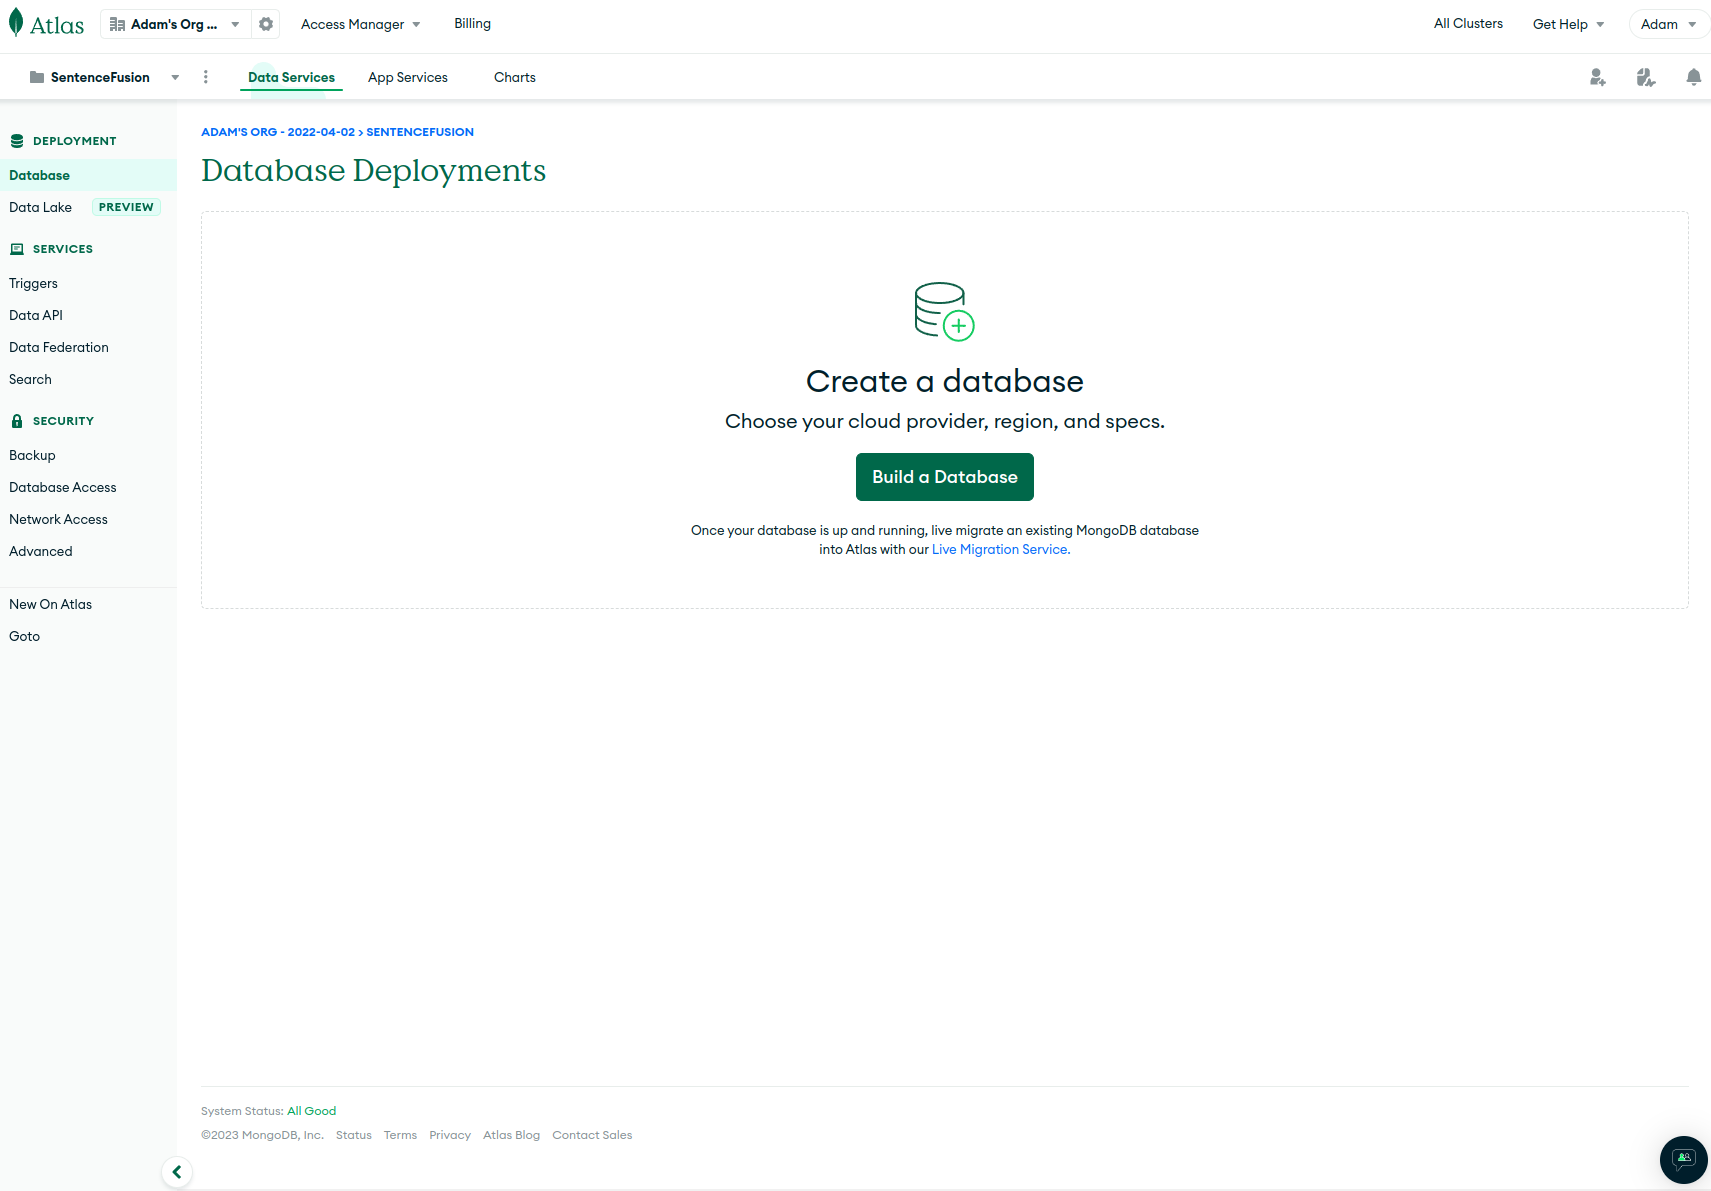 Atlas
Adam's Org ...
Access Manager
Billing
All Clusters
Get Help
Adam
SentenceFusion
Data Services
App Services
Charts
DEPLOYMENT
Database
Data Lake PREVIEW
SERVICES
Triggers
Data API
Data Federation
Search
SECURITY
Backup
Database Access
Network Access
Advanced
New On Atlas
Goto
ADAM'S ORG - 2022-04-02 > SENTENCEFUSION
Database Deployments
Create a database
Choose your cloud provider, region, and specs.
Build a Database
Once your database is up and running, live migrate an existing MongoDB database
into Atlas with our Live Migration Service.
System Status: All Good
©2023 MongoDB, Inc. Status Terms Privacy Atlas Blog Contact Sales